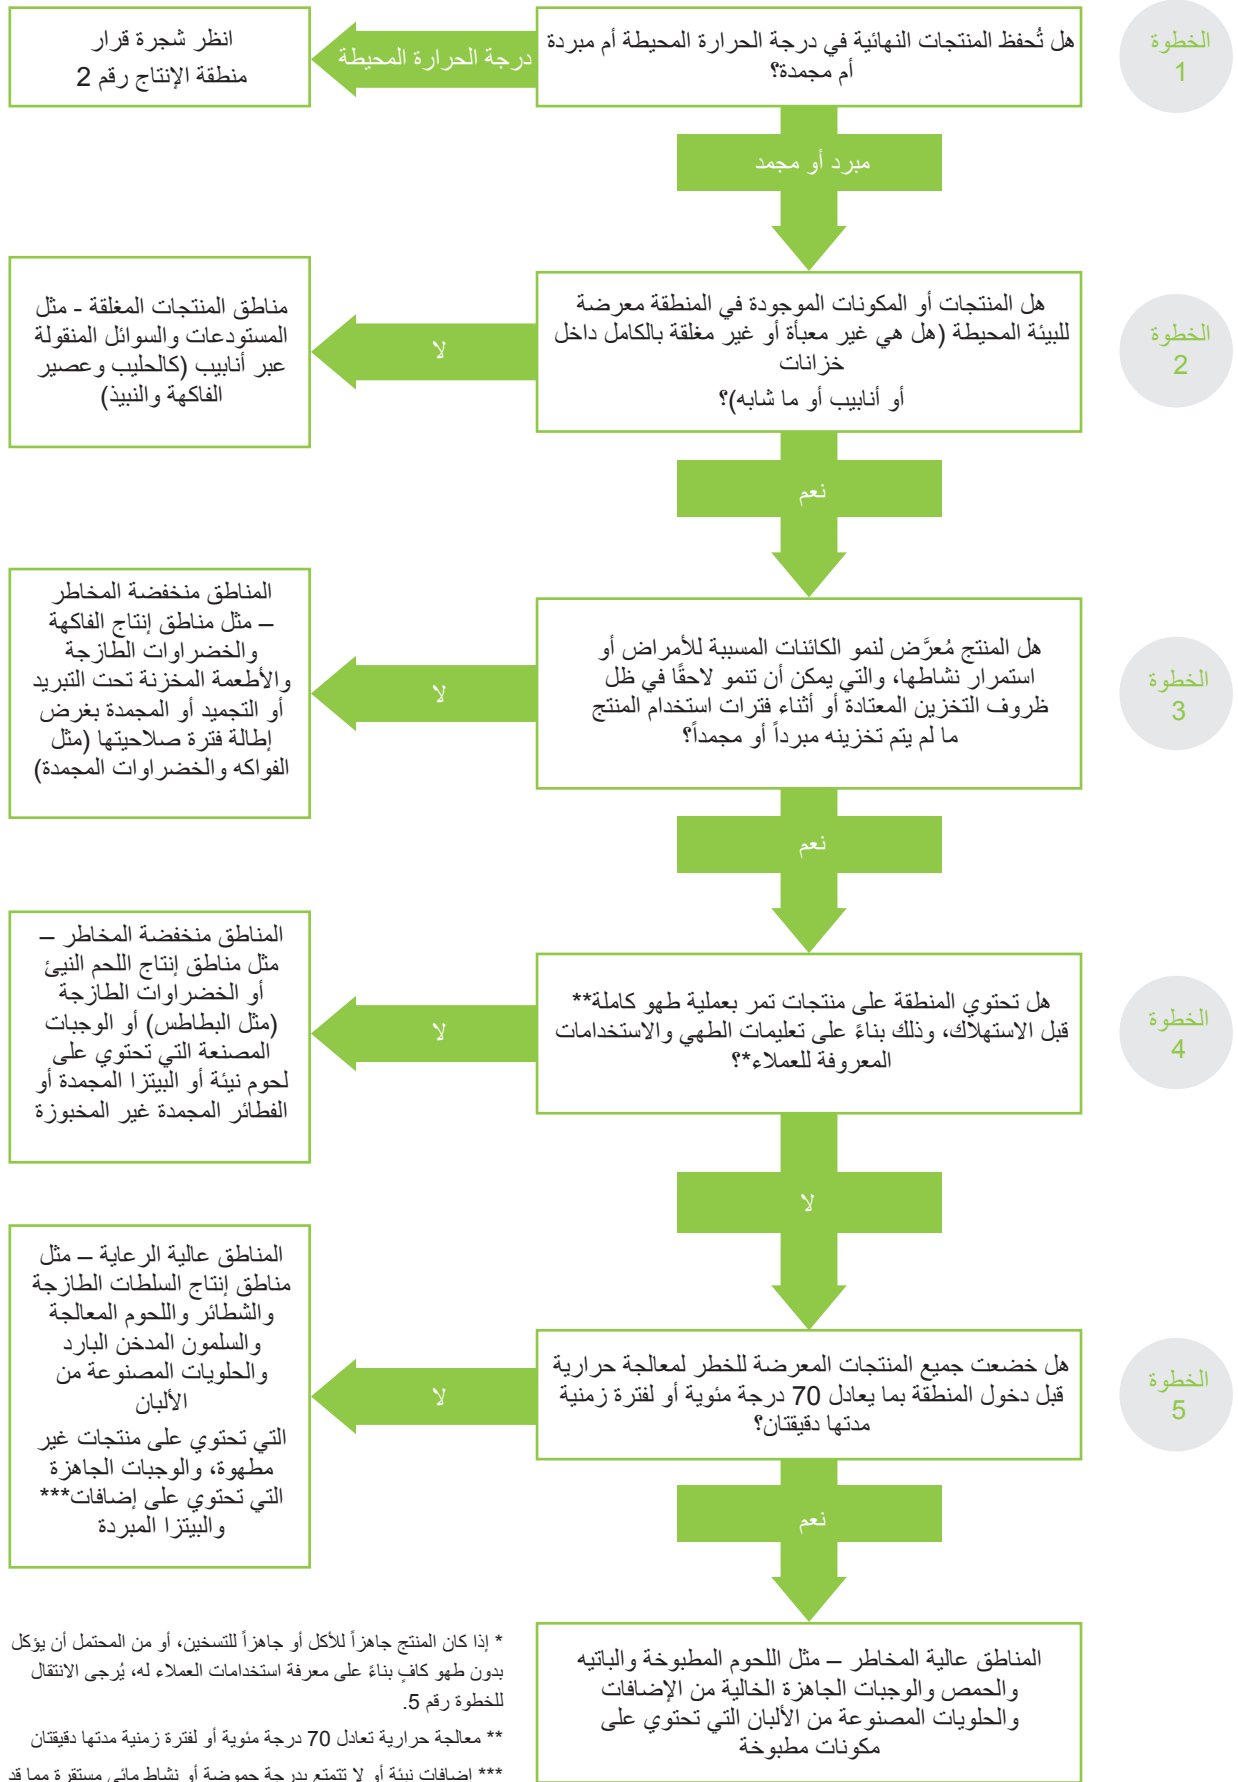 الخطوة
1
هل تُحفظ المنتجات النهائية في درجة الحرارة المحيطة أم مبردة
أم مجمدة؟
درجة الحرارة المحيطة
انظر شجرة قرار
منطقة الإنتاج رقم 2
مبرد أو مجمد
الخطوة
2
هل المنتجات أو المكونات الموجودة في المنطقة معرضة
للبيئة المحيطة (هل هي غير معبأة أو غير مغلقة بالكامل داخل
خزانات
أو أنابيب أو ما شابه)؟
لا
مناطق المنتجات المغلقة - مثل
المستودعات والسوائل المنقولة
عبر أنابيب (كالحليب وعصير
الفاكهة والنبيذ)
نعم
الخطوة
3
هل المنتج مُعرَّض لنمو الكائنات المسببة للأمراض أو
استمرار نشاطها، والتي يمكن أن تنمو لاحقًا في ظل
ظروف التخزين المعتادة أو أثناء فترات استخدام المنتج
ما لم يتم تخزينه مبرداً أو مجمداً؟
لا
المناطق منخفضة المخاطر
– مثل مناطق إنتاج الفاكهة
والخضراوات الطازجة
والأطعمة المخزنة تحت التبريد
أو التجميد أو المجمدة بغرض
إطالة فترة صلاحيتها (مثل
الفواكه والخضراوات المجمدة)
نعم
الخطوة
4
هل تحتوي المنطقة على منتجات تمر بعملية طهو كاملة**
قبل الاستهلاك، وذلك بناءً على تعليمات الطهي والاستخدامات
المعروفة للعملاء*؟
لا
المناطق منخفضة المخاطر –
مثل مناطق إنتاج اللحم النيئ
أو الخضراوات الطازجة
(مثل البطاطس) أو الوجبات
المصنعة التي تحتوي على
لحوم نيئة أو البيتزا المجمدة أو
الفطائر المجمدة غير المخبوزة
لا
الخطوة
5
هل خضعت جميع المنتجات المعرضة للخطر لمعالجة حرارية
قبل دخول المنطقة بما يعادل 70 درجة مئوية أو لفترة زمنية
مدتها دقيقتان؟
لا
المناطق عالية الرعاية – مثل
مناطق إنتاج السلطات الطازجة
والشطائر واللحوم المعالجة
والسلمون المدخن البارد
والحلويات المصنوعة من
الألبان
التي تحتوي على منتجات غير
مطهوة، والوجبات الجاهزة
التي تحتوي على إضافات***
والبيتزا المبردة
نعم
المناطق عالية المخاطر – مثل اللحوم المطبوخة والباتيه
والحمص والوجبات الجاهزة الخالية من الإضافات
والحلويات المصنوعة من الألبان التي تحتوي على
مكونات مطبوخة
* إذا كان المنتج جاهزاً للأكل أو جاهزاً للتسخين، أو من المحتمل أن يؤكل
بدون طهو كافٍ بناءً على معرفة استخدامات العملاء له، يُرجى الانتقال
للخطوة رقم 5.
** معالجة حرارية تعادل 70 درجة مئوية أو لفترة زمنية مدتها دقيقتان
*** إضافات نيئة أو لا تتمتع بدرجة حموضة أو نشاط مائي مستقرة مما قد